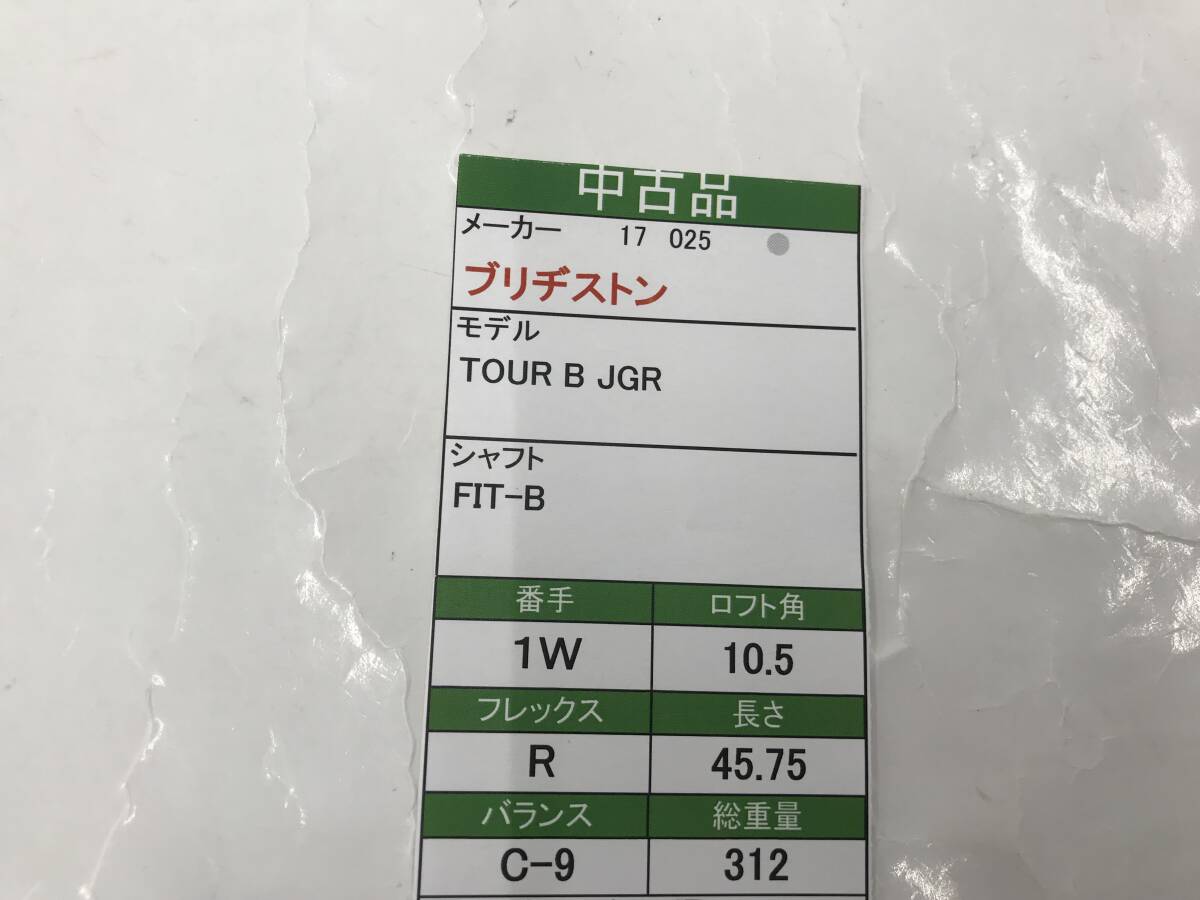 中古品
メーカー 17 025
ブリヂストン
モデル
TOUR B JGR
シャフト
FIT-B
番手 ロフト角
1W 10.5
フレックス 長さ
R 45.75
バランス 総重量
C-9 312